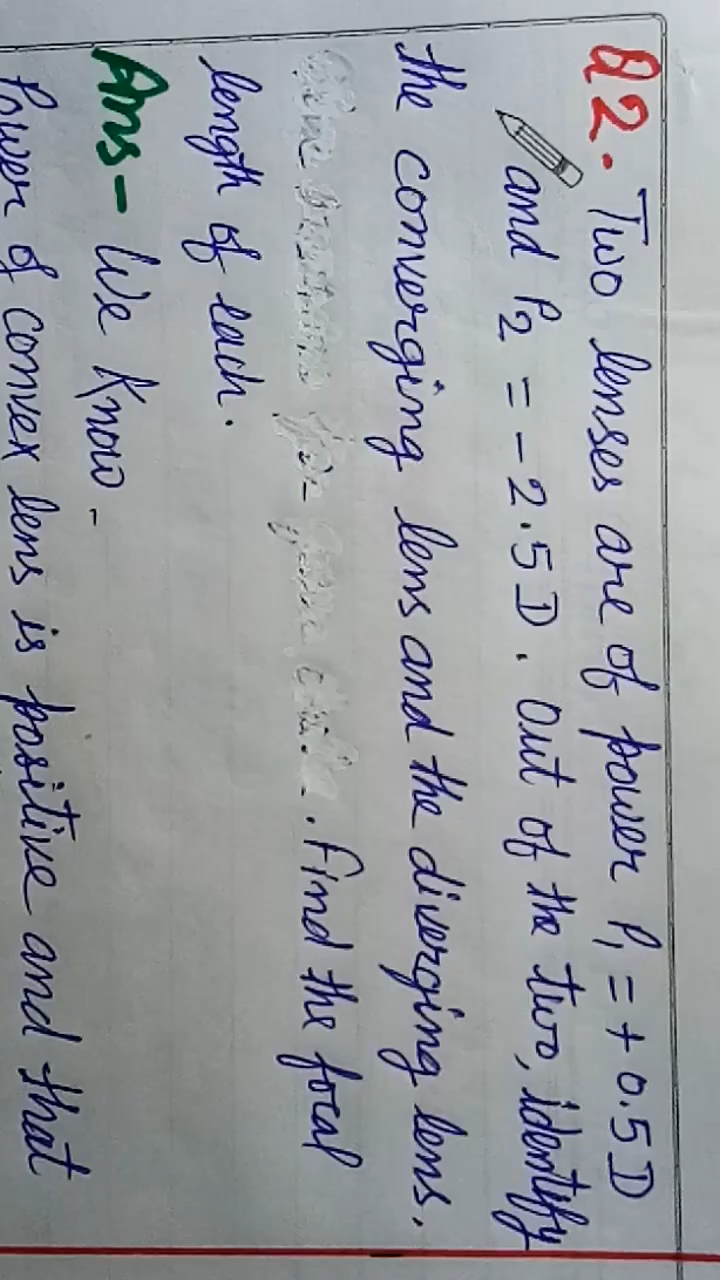 Q2. Two lenses are of power P₁ = + 0.5D
and P₂ = - 2.5D. Out of the two, identify
the converging lens and the diverging lens.
. Find the focal
length of each.
Ans- We know -
Power of convex lens is positive and that